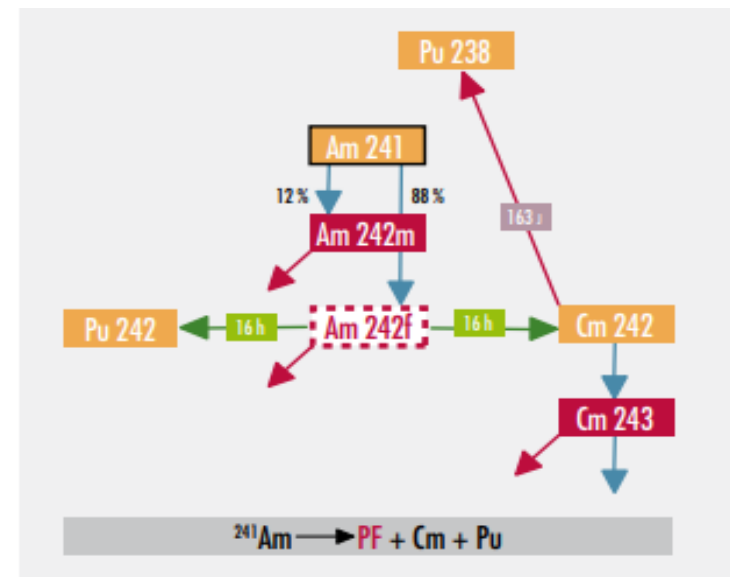 Pu 238
Am 241
12 %
88 %
Am 242m
163 J
Pu 242
16 h
Am 242f
16 h
Cm 242
Cm 243
²⁴¹Am PF + Cm + Pu